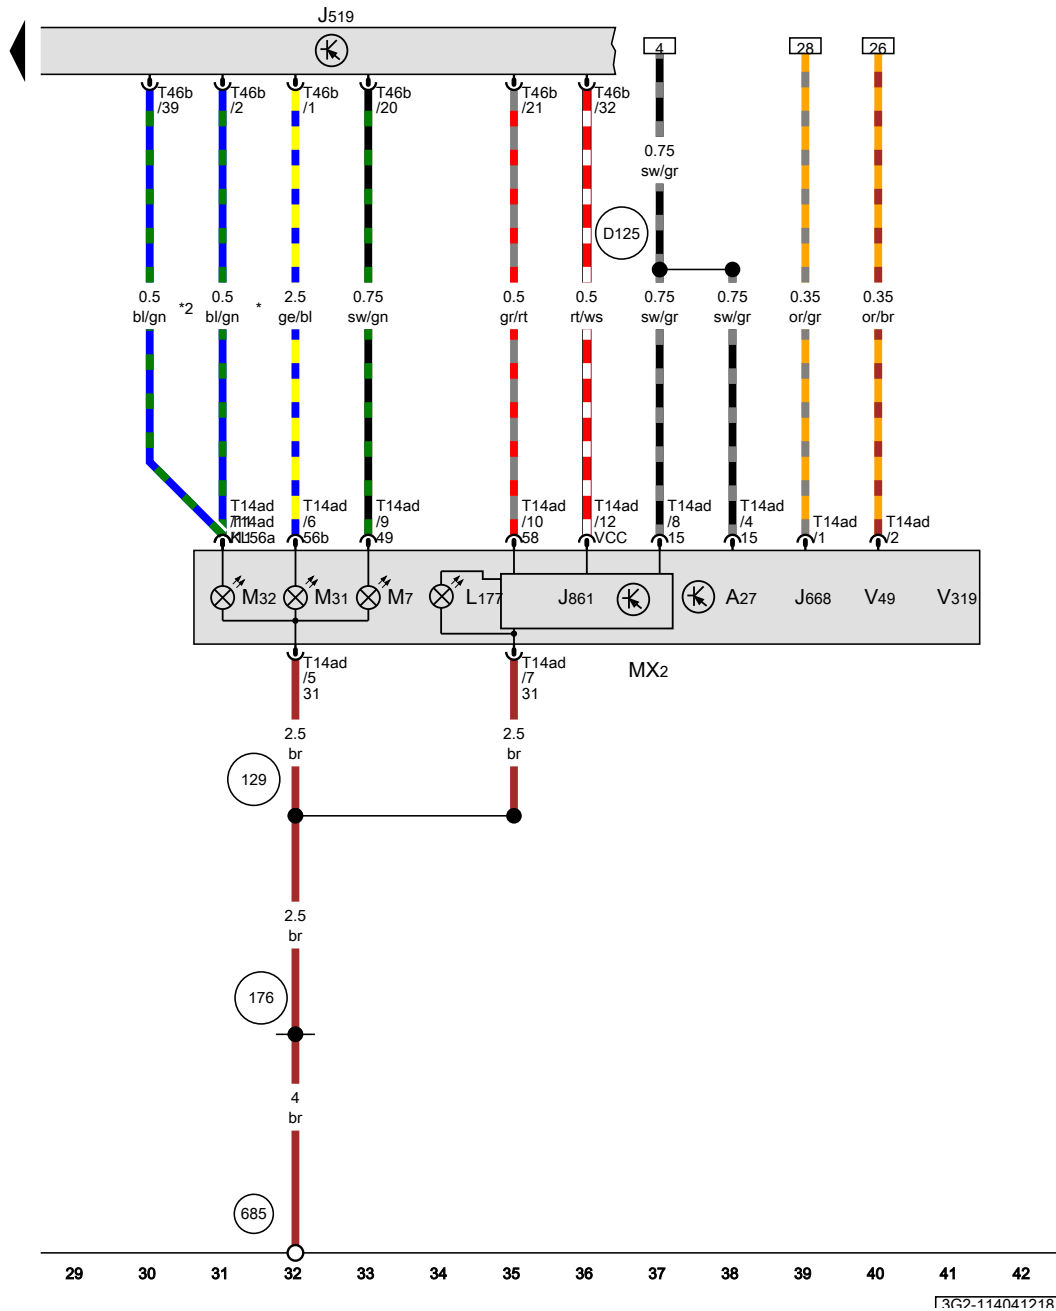 J519
4
28
26
T46b
/39
T46b
/2
T46b
/1
T46b
/20
T46b
/21
T46b
/32
0.75
sw/gr
D125
0.5
bl/gn
*2
0.5
bl/gn
*
2.5
ge/bl
0.75
sw/gn
0.5
gr/rt
0.5
rt/ws
0.75
sw/gr
0.75
sw/gr
0.35
or/gr
0.35
or/br
T14ad
T14ad
56a
T14ad
/6
56b
T14ad
/9
49
T14ad
/10
58
T14ad
/12
VCC
T14ad
/8
15
T14ad
/4
15
T14ad
/1
T14ad
/2
M32
M31
M7
L177
J861
A27
J668
V49
V319
T14ad
/5
31
T14ad
/7
31
MX2
2.5
br
2.5
br
129
2.5
br
176
4
br
685
29 30 31 32 33 34 35 36 37 38 39 40 41 42
3G2-114041218